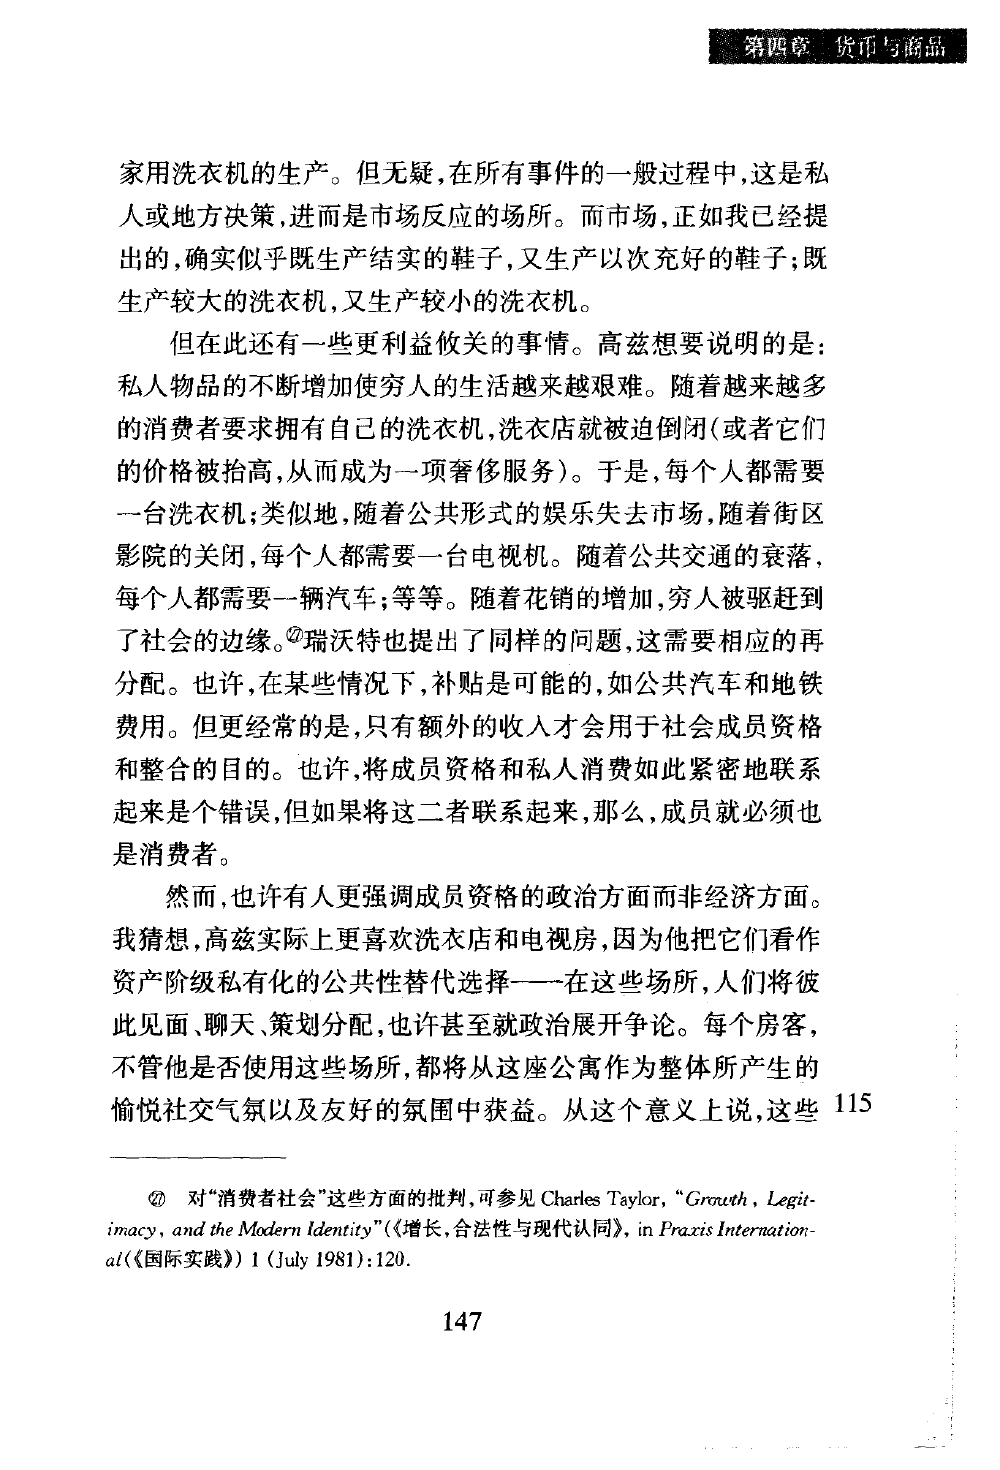 第四章 货币与商品
家用洗衣机的生产。但无疑,在所有事件的一般过程中,这是私
人或地方决策,进而是市场反应的场所。而市场,正如我已经提
出的,确实似乎既生产结实的鞋子,又生产以次充好的鞋子;既
生产较大的洗衣机,又生产较小的洗衣机。
但在此还有一些更利益攸关的事情。高兹想要说明的是:
私人物品的不断增加使穷人的生活越来越艰难。随着越来越多
的消费者要求拥有自己的洗衣机,洗衣店就被迫倒闭(或者它们
的价格被抬高,从而成为一项奢侈服务)。于是,每个人都需要
一台洗衣机;类似地,随着公共形式的娱乐失去市场,随着街区
影院的关闭,每个人都需要一台电视机。随着公共交通的衰落,
每个人都需要一辆汽车;等等。随着花销的增加,穷人被驱赶到
了社会的边缘。㉗瑞沃特也提出了同样的问题,这需要相应的再
分配。也许,在某些情况下,补贴是可能的,如公共汽车和地铁
费用。但更经常的是,只有额外的收入才会用于社会成员资格
和整合的目的。也许,将成员资格和私人消费如此紧密地联系
起来是个错误,但如果将这二者联系起来,那么,成员就必须也
是消费者。
然而,也许有人更强调成员资格的政治方面而非经济方面。
我猜想,高兹实际上更喜欢洗衣店和电视房,因为他把它们看作
资产阶级私有化的公共性替代选择——在这些场所,人们将彼
此见面、聊天、策划分配,也许甚至就政治展开争论。每个房客,
不管他是否使用这些场所,都将从这座公寓作为整体所产生的
愉悦社交气氛以及友好的氛围中获益。从这个意义上说,这些 115
㉗ 对“消费者社会”这些方面的批判,可参见 Charles Taylor, “Growth, Legit-
imacy, and the Modern Identity”(《增长,合法性与现代认同》, in Praxis Internation-
al(《国际实践》) 1 (July 1981):120.
147